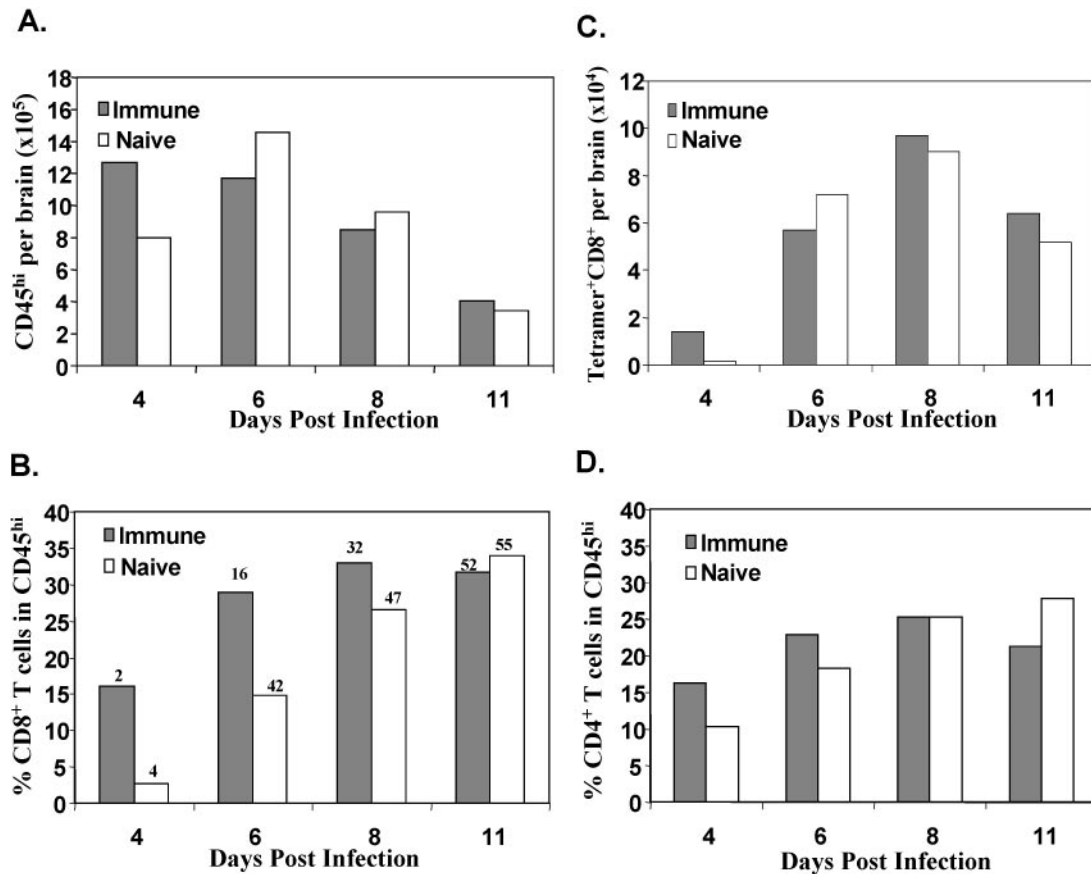 A.
CD45hi per brain (x10⁵)
18
16
14
12
10
8
6
4
2
0
Immune
Naive
4 6 8 11
Days Post Infection
C.
Tetramer⁺CD8⁺ per brain (x10⁴)
12
10
8
6
4
2
0
Immune
Naive
4 6 8 11
Days Post Infection
B.
% CD8⁺ T cells in CD45hi
40
35
30
25
20
15
10
5
0
Immune
Naive
2 4 16 42 32 47 52 55
4 6 8 11
Days Post Infection
D.
% CD4⁺ T cells in CD45hi
40
35
30
25
20
15
10
5
0
Immune
Naive
4 6 8 11
Days Post Infection